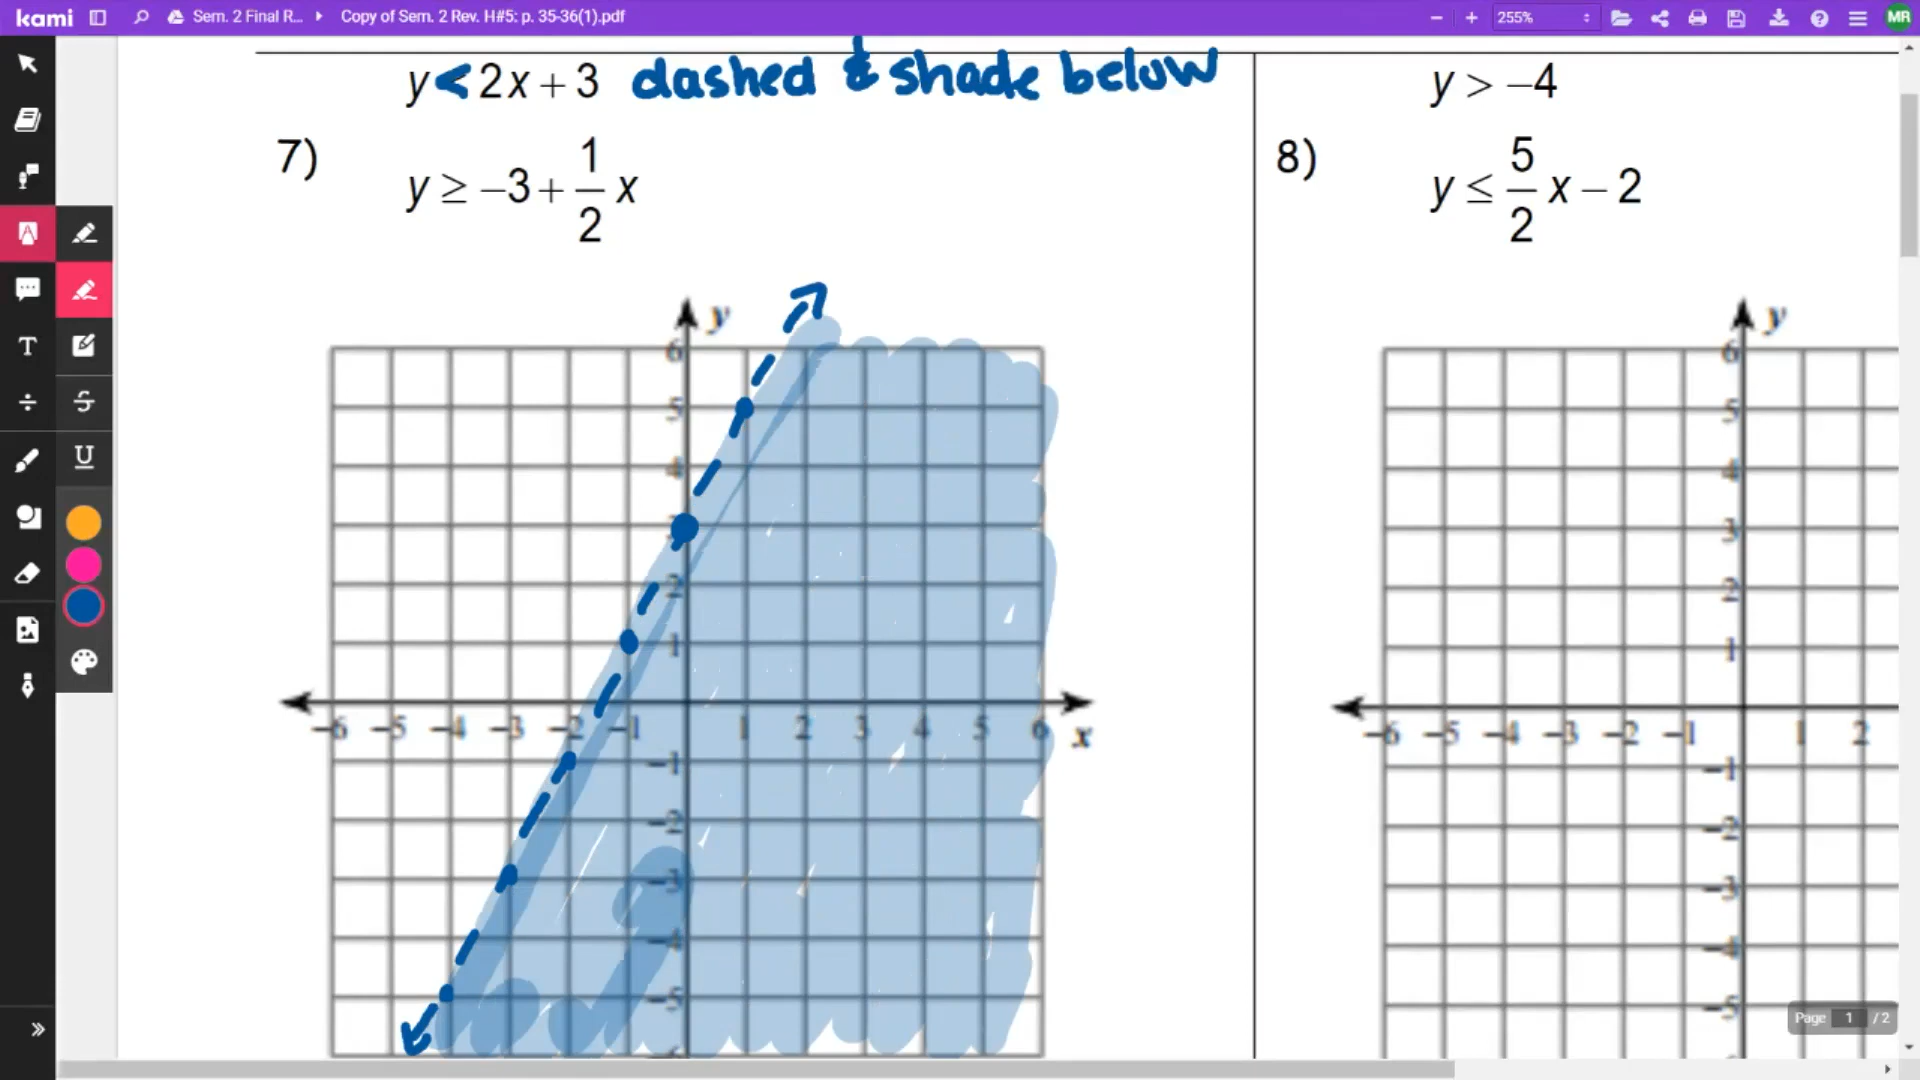 kami Sem. 2 Final R... Copy of Sem. 2 Rev. H#5: p. 35-36(1).pdf 255% MR
y < 2x + 3 dashed & shade below
7)
y ≥ −3 + 1/2 x
y
6
5
4
3
2
1
−6 −5 −4 −3 −2 −1 1 2 3 4 5 6 x
−1
−2
−3
−4
−5
y > −4
8)
y ≤ 5/2 x − 2
y
6
5
4
3
2
1
−6 −5 −4 −3 −2 −1 1 2
−1
−2
−3
−4
−5
Page 1 / 2